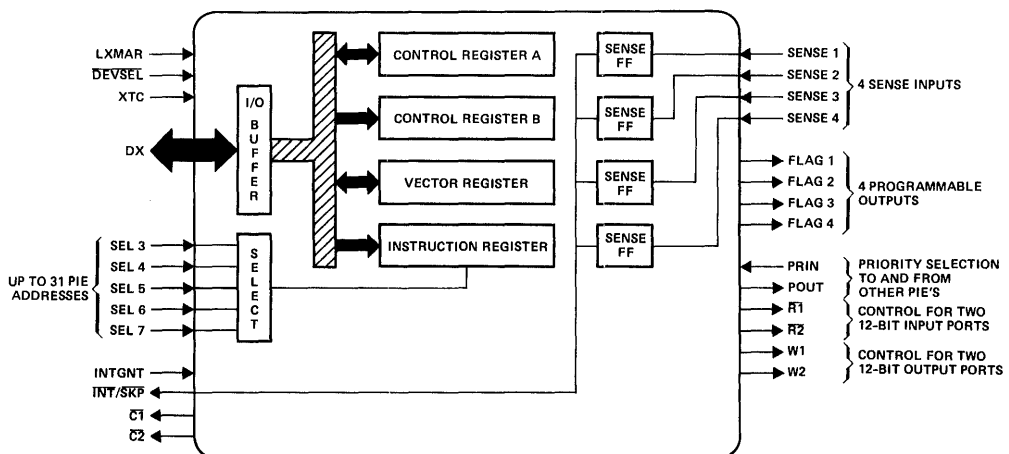 LXMAR
DEVSEL
XTC
DX
I/O BUFFER
CONTROL REGISTER A
CONTROL REGISTER B
VECTOR REGISTER
INSTRUCTION REGISTER
SENSE FF
SENSE FF
SENSE FF
SENSE FF
SENSE 1
SENSE 2
SENSE 3
SENSE 4
4 SENSE INPUTS
FLAG 1
FLAG 2
FLAG 3
FLAG 4
4 PROGRAMMABLE
OUTPUTS
UP TO 31 PIE
ADDRESSES
SEL 3
SEL 4
SEL 5
SEL 6
SEL 7
SELECT
PRIN
POUT
PRIORITY SELECTION
TO AND FROM
OTHER PIE'S
R1
R2
CONTROL FOR TWO
12-BIT INPUT PORTS
W1
W2
CONTROL FOR TWO
12-BIT OUTPUT PORTS
INTGNT
INT/SKP
C1
C2